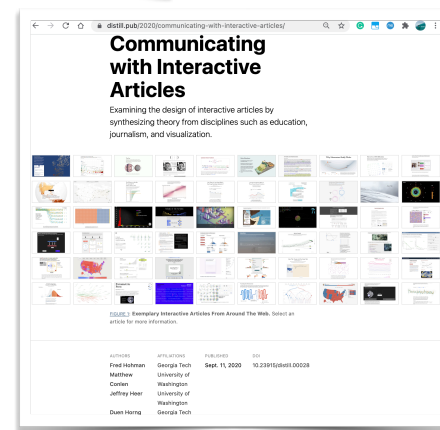 distill.pub/2020/communicating-with-interactive-articles/
Communicating
with Interactive
Articles
Examining the design of interactive articles by
synthesizing theory from disciplines such as education,
journalism, and visualization.
FIGURE 1: Exemplary Interactive Articles From Around The Web. Select an
article for more information.
AUTHORS AFFILIATIONS PUBLISHED DOI
Fred Hohman Georgia Tech Sept. 11, 2020 10.23915/distill.00028
Matthew University of
Conlen Washington
Jeffrey Heer University of
Washington
Duen Horng Georgia Tech